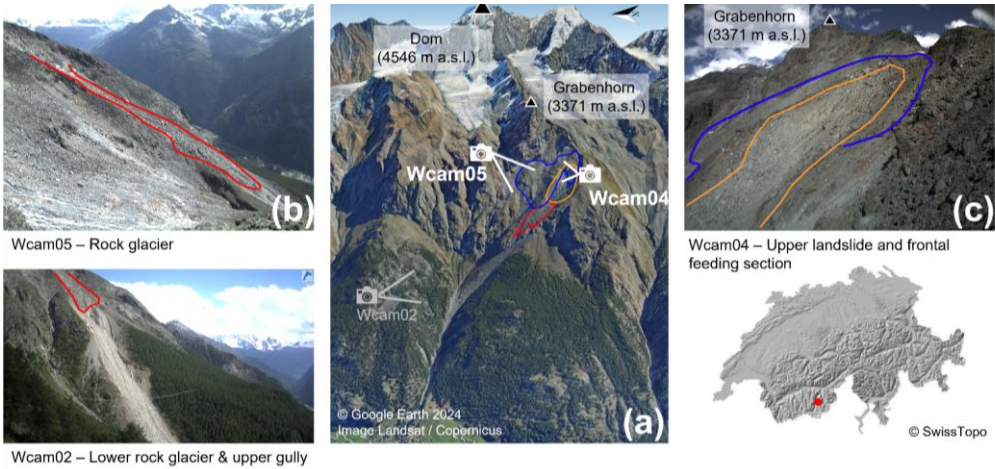 (b)
Wcam05 – Rock glacier
Wcam02 – Lower rock glacier & upper gully
Dom
(4546 m a.s.l.)
Grabenhorn
(3371 m a.s.l.)
Wcam05
Wcam04
Wcam02
© Google Earth 2024
Image Landsat / Copernicus
(a)
Grabenhorn
(3371 m a.s.l.)
(c)
Wcam04 – Upper landslide and frontal
feeding section
© SwissTopo